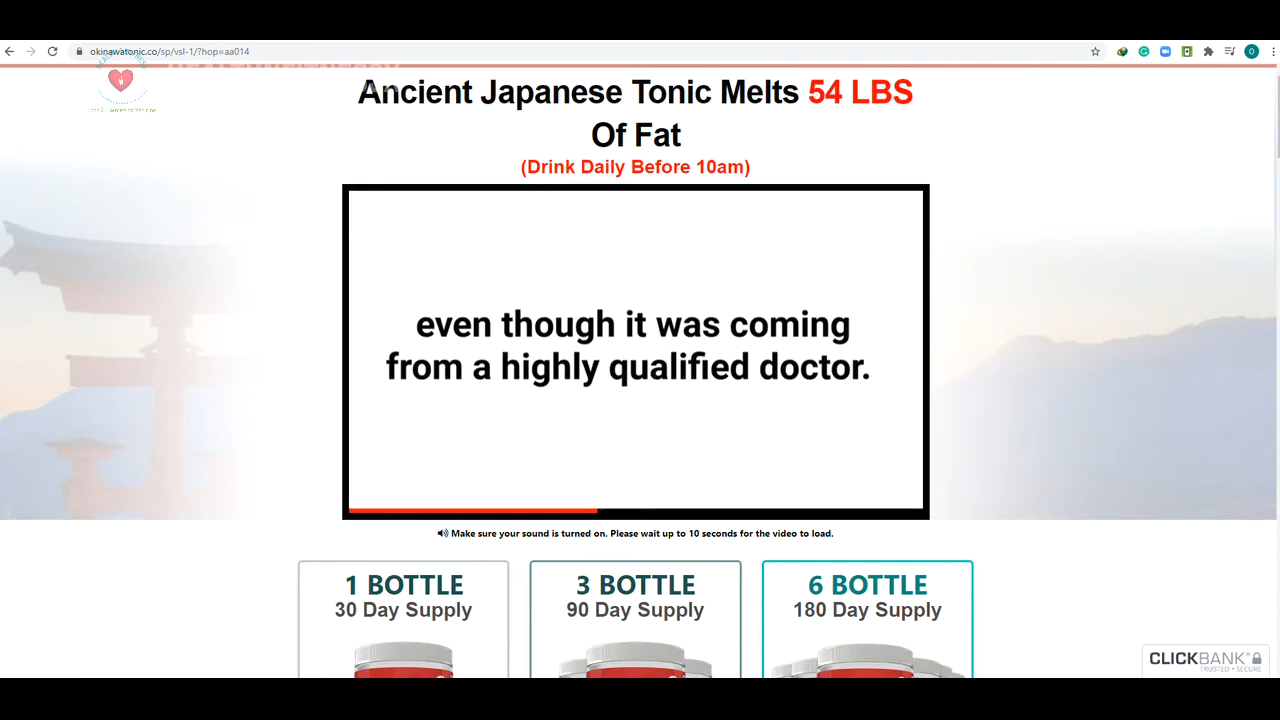 okinawatonic.co/sp/vsl-1/?hop=aa014
Ancient Japanese Tonic Melts 54 LBS
Of Fat
(Drink Daily Before 10am)
even though it was coming
from a highly qualified doctor.
Make sure your sound is turned on. Please wait up to 10 seconds for the video to load.
1 BOTTLE
30 Day Supply
3 BOTTLE
90 Day Supply
6 BOTTLE
180 Day Supply
CLICKBANK®
TRUSTED • SECURE